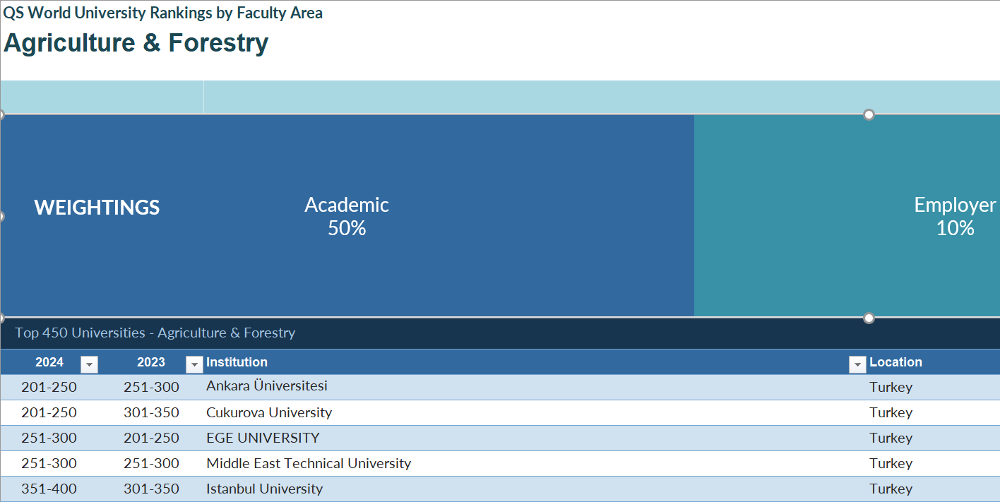 QS World University Rankings by Faculty Area
Agriculture & Forestry
WEIGHTINGS
Academic
50%
Employer
10%
Top 450 Universities - Agriculture & Forestry
2024 2023 Institution Location
201-250 251-300 Ankara Üniversitesi Turkey
201-250 301-350 Cukurova University Turkey
251-300 201-250 EGE UNIVERSITY Turkey
251-300 251-300 Middle East Technical University Turkey
351-400 301-350 Istanbul University Turkey